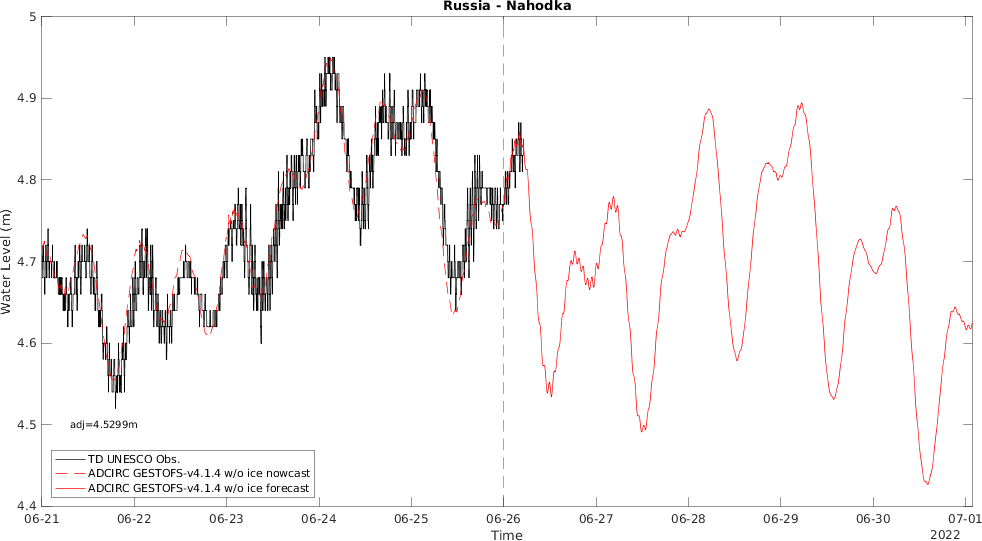 Russia - Nahodka
5
4.9
4.8
4.7
4.6
4.5
4.4
Water Level (m)
adj=4.5299m
TD UNESCO Obs.
ADCIRC GESTOFS-v4.1.4 w/o ice nowcast
ADCIRC GESTOFS-v4.1.4 w/o ice forecast
06-21 06-22 06-23 06-24 06-25 06-26 06-27 06-28 06-29 06-30 07-01
Time
2022